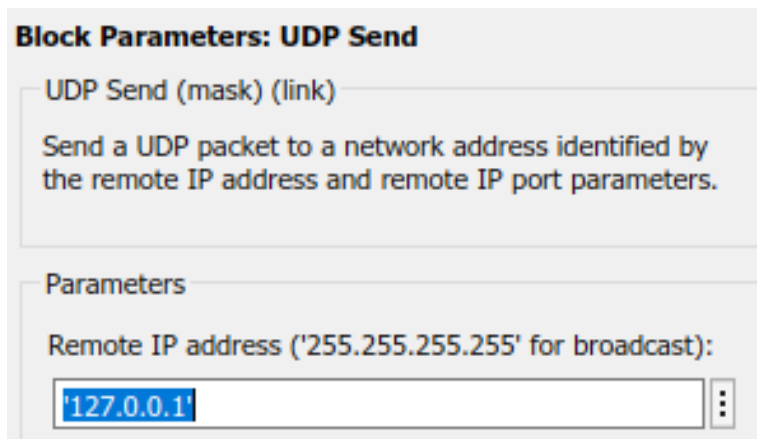 Block Parameters: UDP Send
UDP Send (mask) (link)
Send a UDP packet to a network address identified by
the remote IP address and remote IP port parameters.
Parameters
Remote IP address ('255.255.255.255' for broadcast):
'127.0.0.1'